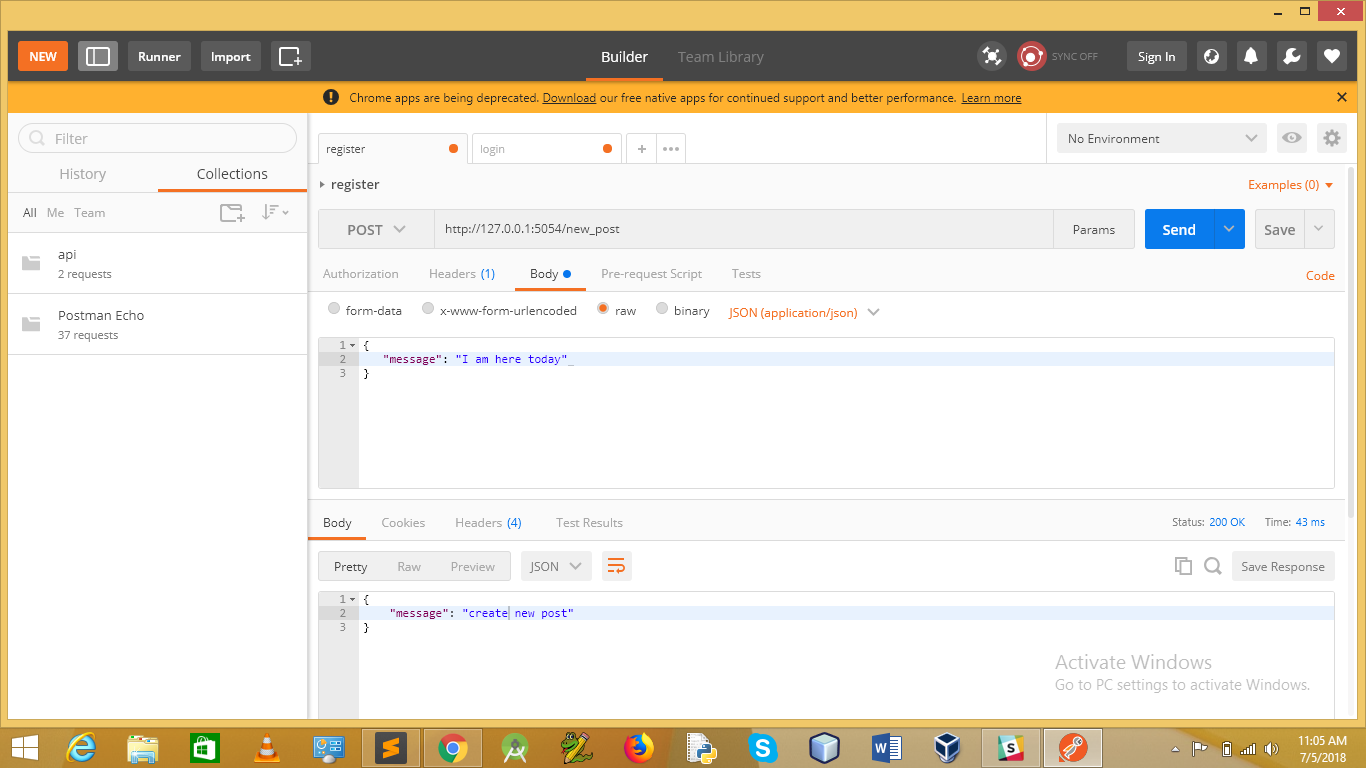 NEW Runner Import Builder Team Library SYNC OFF Sign In
Chrome apps are being deprecated. Download our free native apps for continued support and better performance. Learn more
Filter
History Collections
All Me Team
api
2 requests
Postman Echo
37 requests
register login + No Environment
register Examples (0)
POST http://127.0.0.1:5054/new_post Params Send Save
Authorization Headers (1) Body Pre-request Script Tests Code
form-data x-www-form-urlencoded raw binary JSON (application/json)
1 {
2 "message": "I am here today"
3 }
Body Cookies Headers (4) Test Results Status: 200 OK Time: 43 ms
Pretty Raw Preview JSON Save Response
1 {
2 "message": "create new post"
3 }
Activate Windows
Go to PC settings to activate Windows.
11:05 AM
7/5/2018